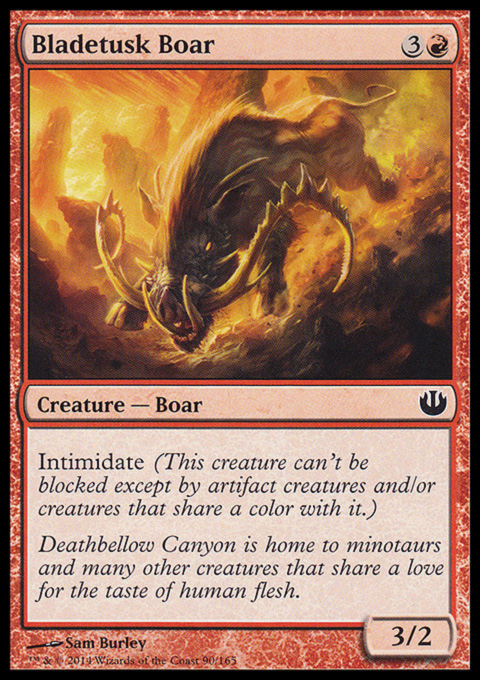 Bladetusk Boar 3
Creature — Boar
Intimidate (This creature can't be
blocked except by artifact creatures and/or
creatures that share a color with it.)
Deathbellow Canyon is home to minotaurs
and many other creatures that share a love
for the taste of human flesh.
3/2
Sam Burley
™ & © 2014 Wizards of the Coast 90/165